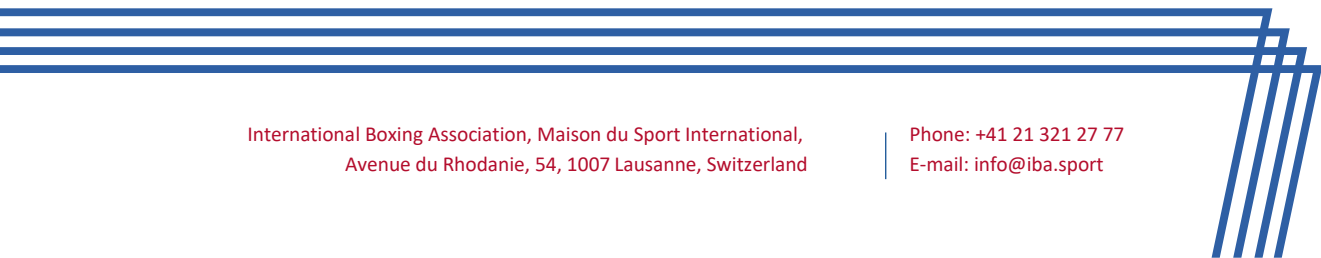 International Boxing Association, Maison du Sport International,
Avenue du Rhodanie, 54, 1007 Lausanne, Switzerland
Phone: +41 21 321 27 77
E-mail: info@iba.sport